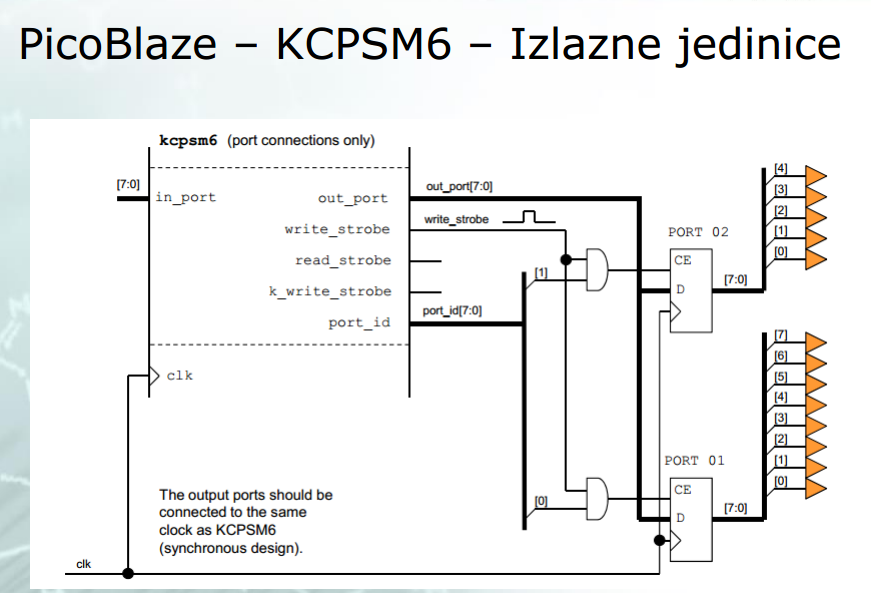 PicoBlaze – KCPSM6 – Izlazne jedinice
kcpsm6 (port connections only)
[7:0]
in_port
out_port
out_port[7:0]
write_strobe
write_strobe
read_strobe
k_write_strobe
port_id
port_id[7:0]
clk
[1]
[0]
PORT 02
CE
D
[7:0]
[4]
[3]
[2]
[1]
[0]
PORT 01
CE
D
[7:0]
[7]
[6]
[5]
[4]
[3]
[2]
[1]
[0]
The output ports should be
connected to the same
clock as KCPSM6
(synchronous design).
clk